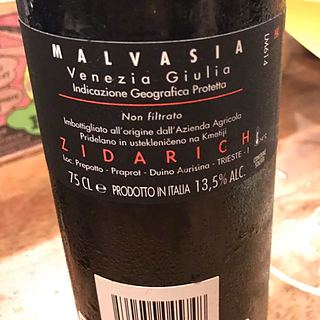 MALVASIA
Venezia Giulia
Indicazione Geografica Protetta
Non filtrato
Imbottigliato all'origine dall'Azienda Agricola
Pridelano in ustekleničeno na Kmetiji
ZIDARICH
Loc. Prepotto - Praprot - Duino Aurisina - TRIESTE - I
75 CL e PRODOTTO IN ITALIA 13,5% ALC.